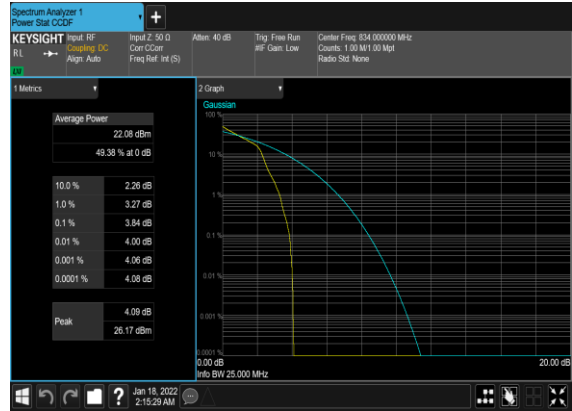 Spectrum Analyzer 1
Power Stat CCDF
KEYSIGHT
RL
Input: RF
Coupling: DC
Align: Auto
Input Z: 50 Ω
Corr CCorr
Freq Ref: Int (S)
Atten: 40 dB
Trig: Free Run
#IF Gain: Low
Center Freq: 834.000000 MHz
Counts: 1.00 M/1.00 Mpt
Radio Std: None
1 Metrics
Average Power
22.08 dBm
49.38 % at 0 dB
10.0 % 2.26 dB
1.0 % 3.27 dB
0.1 % 3.84 dB
0.01 % 4.00 dB
0.001 % 4.06 dB
0.0001 % 4.08 dB
Peak
4.09 dB
26.17 dBm
2 Graph
Gaussian
100 %
10 %
1 %
0.1 %
0.01 %
0.001 %
0.0001 %
0.00 dB 20.00 dB
Info BW 25.000 MHz
?
Jan 18, 2022
2:15:29 AM